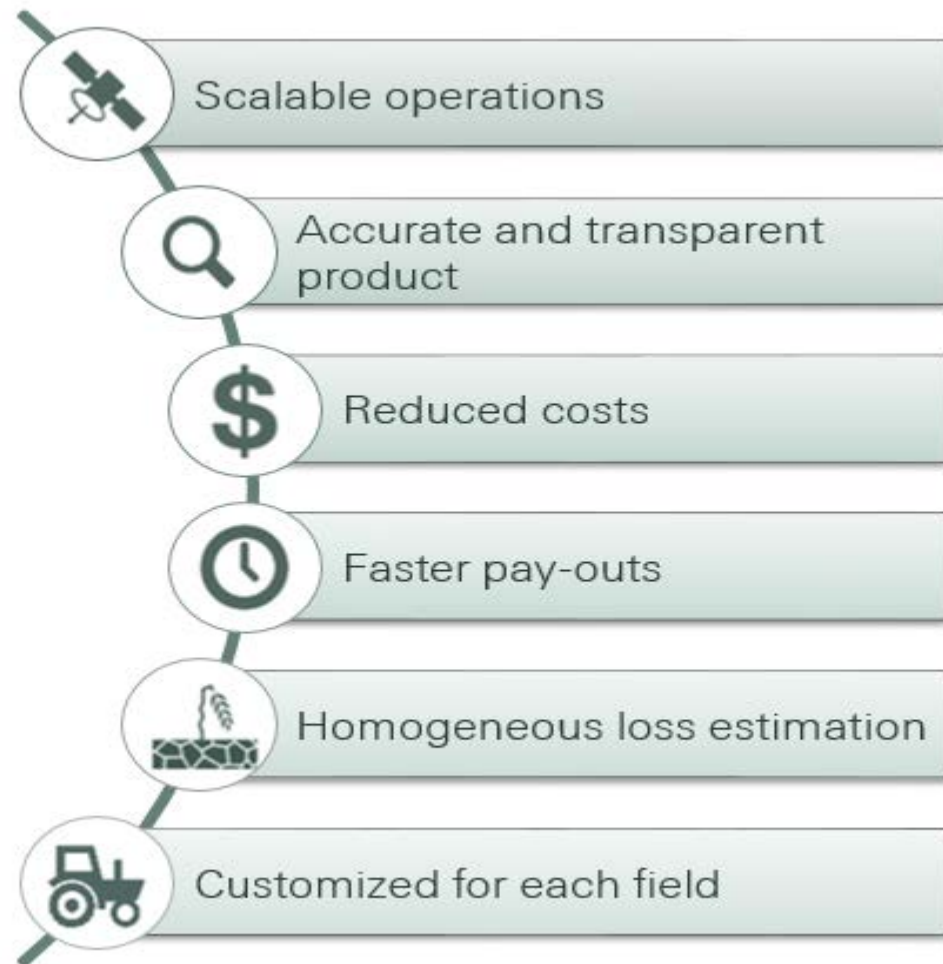 Scalable operations
Accurate and transparent
product
Reduced costs
Faster pay-outs
Homogeneous loss estimation
Customized for each field